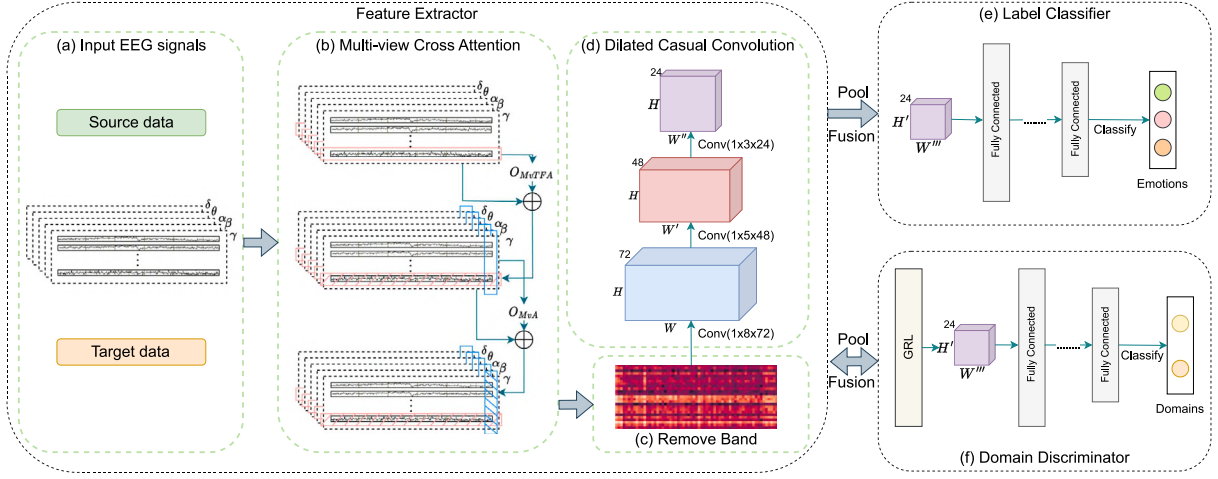 Feature Extractor
(a) Input EEG signals
Source data
δ
θ
α
β
γ
Target data
(b) Multi-view Cross Attention
δ
θ
α
β
γ
O_MvTFA
δ
θ
α
β
γ
O_MvA
δ
θ
α
β
γ
(d) Dilated Casual Convolution
24
H
W''
Conv(1x3x24)
48
H
W'
Conv(1x5x48)
72
H
W
Conv(1x8x72)
(c) Remove Band
Pool
Fusion
Pool
Fusion
(e) Label Classifier
24
H'
W'''
Fully Connected
......
Fully Connected
Classify
Emotions
GRL
24
H'
W'''
Fully Connected
......
Fully Connected
Classify
Domains
(f) Domain Discriminator